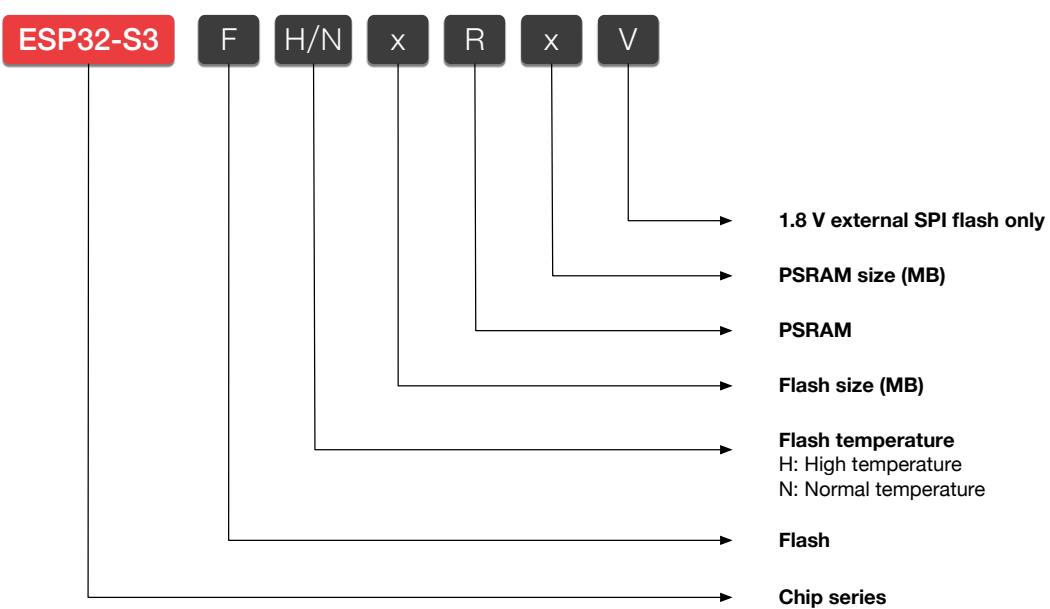 ESP32-S3 F H/N x R x V
1.8 V external SPI flash only
PSRAM size (MB)
PSRAM
Flash size (MB)
Flash temperature
H: High temperature
N: Normal temperature
Flash
Chip series